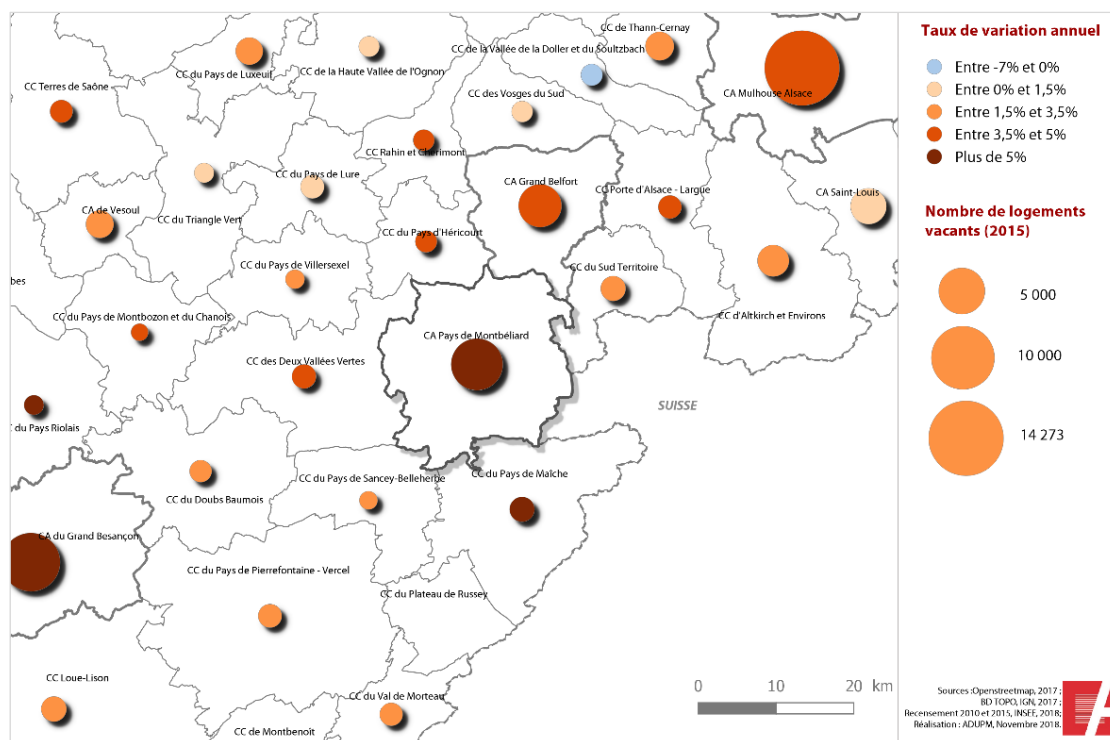 CC de Thann-Cernay
CC de la Vallée de la Doller et du Soultzbach
CC du Pays de Luxeuil
CC de la Haute Vallée de l'Ognon
CC Terres de Saône
CC des Vosges du Sud
CA Mulhouse Alsace
CC Rahin et Cherimont
CC du Pays de Lure
CA Grand Belfort
CC Porte d'Alsace - Largue
CA Saint-Louis
CA de Vesoul
CC du Triangle Vert
CC du Pays d'Héricourt
CC du Pays de Villersexel
CC du Sud Territoire
bes
CC du Pays de Montbozon et du Chanois
CC d'Altkirch et Environs
CA Pays de Montbéliard
CC des Deux Vallées Vertes
SUISSE
du Pays Riolais
CC du Pays de Sancey-Belleherbe
CC du Pays de Maîche
CC du Doubs Baumois
CA du Grand Besançon
CC du Pays de Pierrefontaine - Vercel
CC du Plateau de Russey
CC Loue-Lison
CC du Val de Morteau
CC de Montbenoît
0 10 20 km
Taux de variation annuel
Entre -7% et 0%
Entre 0% et 1,5%
Entre 1,5% et 3,5%
Entre 3,5% et 5%
Plus de 5%
Nombre de logements
vacants (2015)
5 000
10 000
14 273
Sources :Openstreetmap, 2017 ;
BD TOPO, IGN, 2017 ;
Recensement 2010 et 2015, INSEE, 2018;
Réalisation : ADUPM, Novembre 2018.